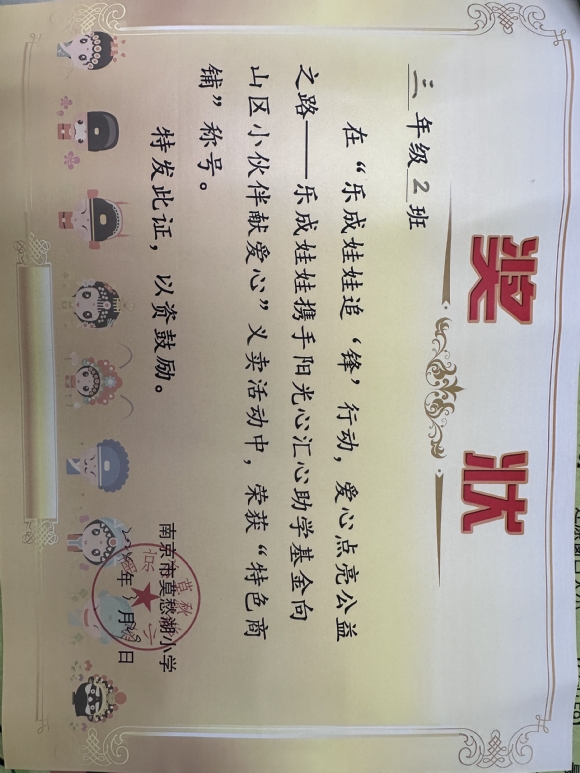 奖状
三年级2班
在“乐成娃娃追‘锋’行动，爱心点亮公益
之路——乐成娃娃携手阳光心汇心助学基金向
山区小伙伴献爱心”义卖活动中，荣获“特色商
铺”称号。
特发此证，以资鼓励。
南京市莫愁湖小学
年 月 日